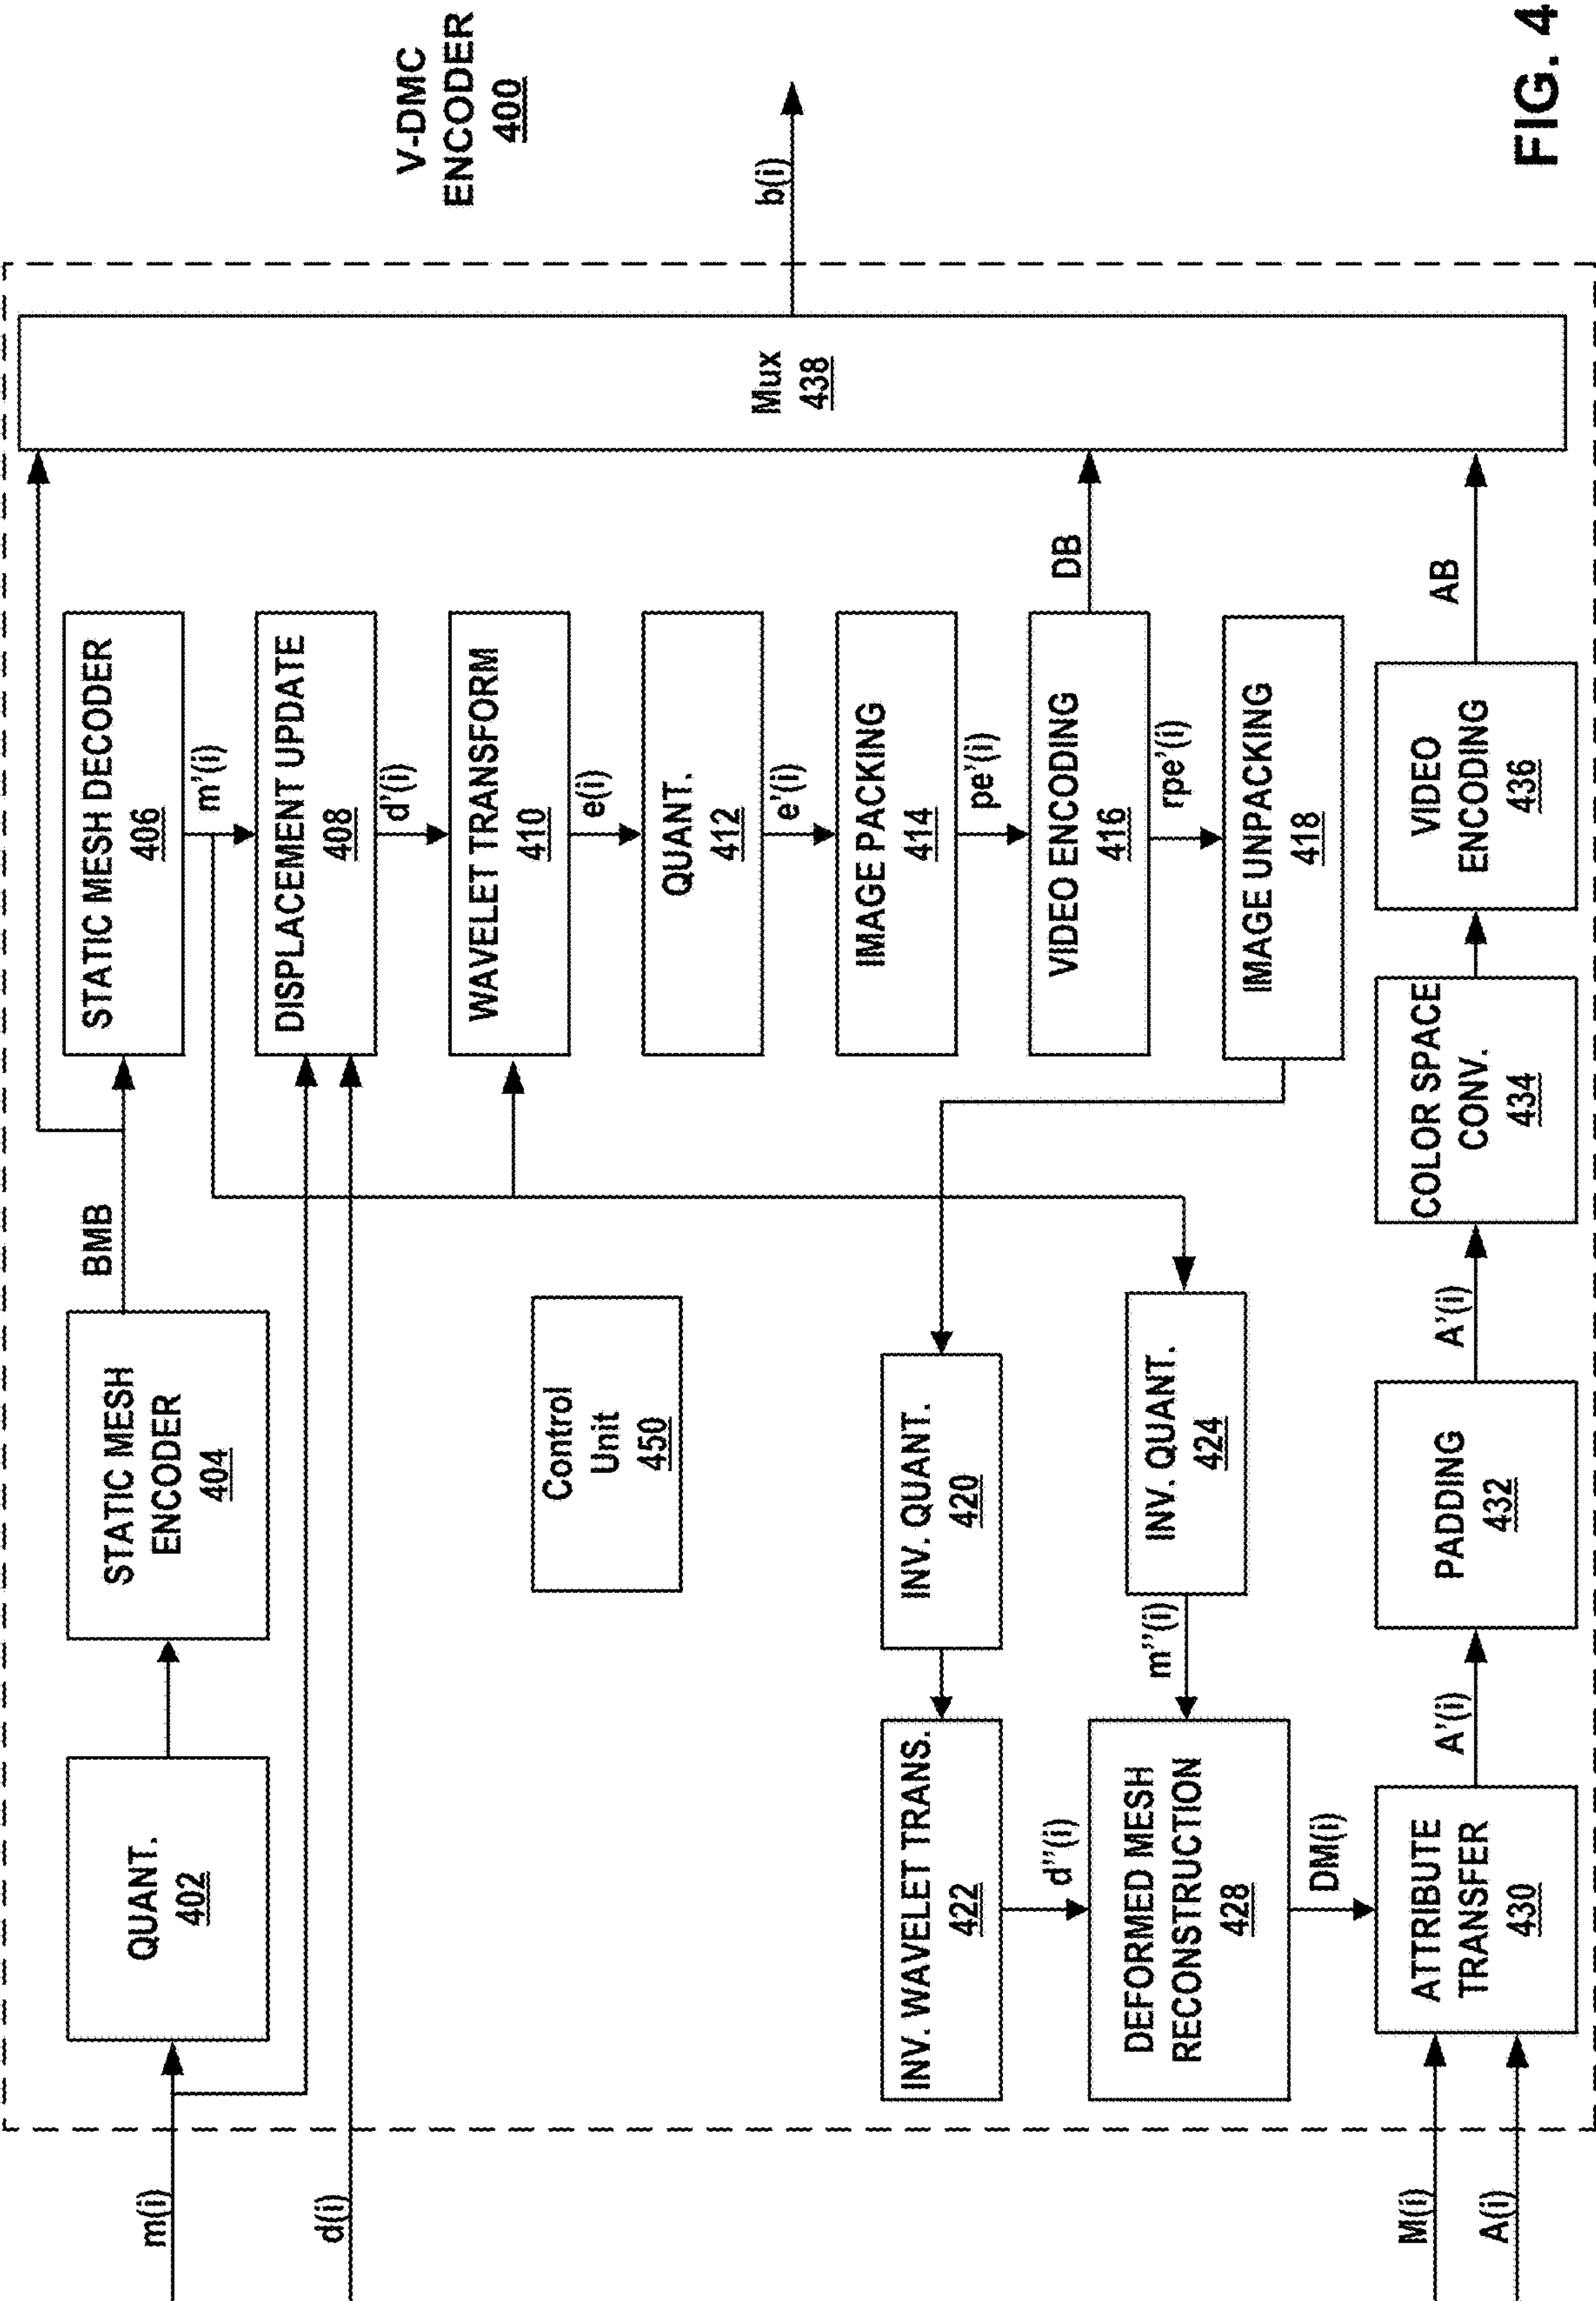 V-DMC
ENCODER
400
m(i)
QUANT.
402
STATIC MESH
ENCODER
404
BMB
STATIC MESH DECODER
406
m’(i)
d(i)
DISPLACEMENT UPDATE
408
d’(i)
WAVELET TRANSFORM
410
e(i)
Control
Unit
450
QUANT.
412
e’(i)
IMAGE PACKING
414
pe’(i)
VIDEO ENCODING
416
DB
rpe’(i)
IMAGE UNPACKING
418
INV. QUANT.
420
INV. WAVELET TRANS.
422
d’’(i)
INV. QUANT.
424
m’’(i)
DEFORMED MESH
RECONSTRUCTION
428
DM(i)
M(i)
A(i)
ATTRIBUTE
TRANSFER
430
A’(i)
PADDING
432
A’(i)
COLOR SPACE
CONV.
434
VIDEO
ENCODING
436
AB
Mux
438
b(i)
FIG. 4